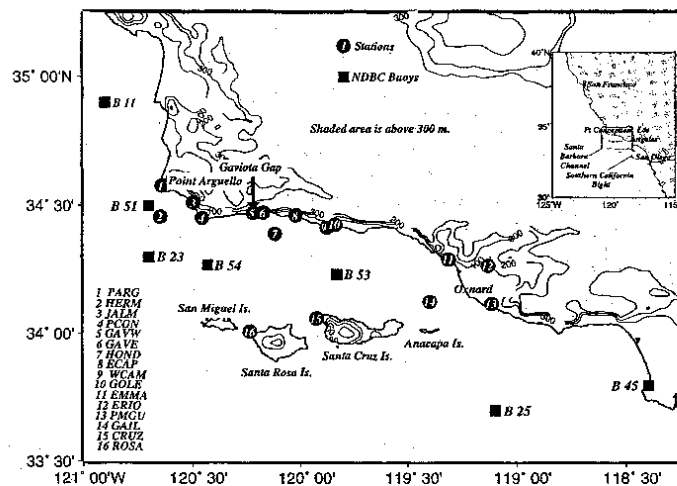 35° 00'N
34° 30'
34° 00'
33° 30'
121° 00'W
120° 30'
120° 00'
119° 30'
119° 00'
118° 30'
1 Stations
NDBC Buoys
Shaded area is above 300 m.
B 11
Gaviota Gap
Point Arguello
B 51
B 23
B 54
B 53
B 25
B 45
Oxnard
San Miguel Is.
Santa Rosa Is.
Santa Cruz Is.
Anacapa Is.
1 PARG
2 HERM
3 JALM
4 PCGN
5 GAVW
6 GAVE
7 HOND
8 ECAP
9 WCAM
10 GOLE
11 EMMA
12 ERIO
13 PMGU
14 GAIL
15 CRUZ
16 ROSA
San Francisco
Pt Conception
Los
Angeles
Santa
Barbara
Channel
San Diego
Southern California
Bight
125°W
120°
115°